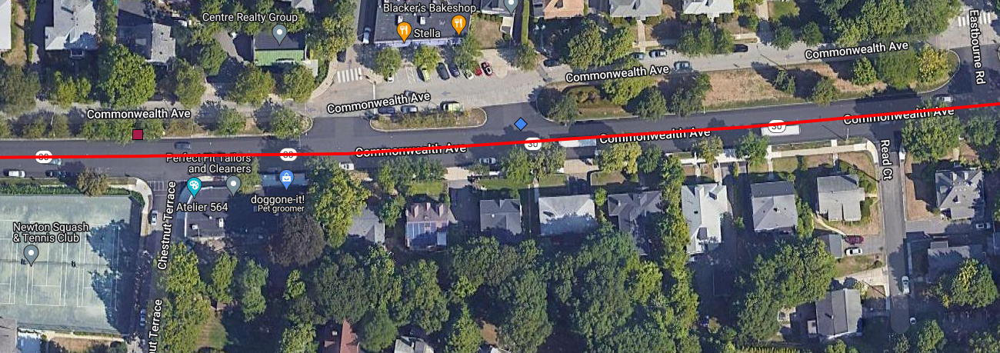 Blacker's Bakeshop
Centre Realty Group
Stella
Eastbourne Rd
Commonwealth Ave
Commonwealth Ave
Commonwealth Ave
Commonwealth Ave
Commonwealth Ave
30
Commonwealth Ave
30
Commonwealth Ave
30
Commonwealth Ave
30
Read Ct
Perfect Fit Tailors
and Cleaners
doggone-it!
Pet groomer
Atelier 564
Chestnut Terrace
Newton Squash
& Tennis Club
nut Terrace